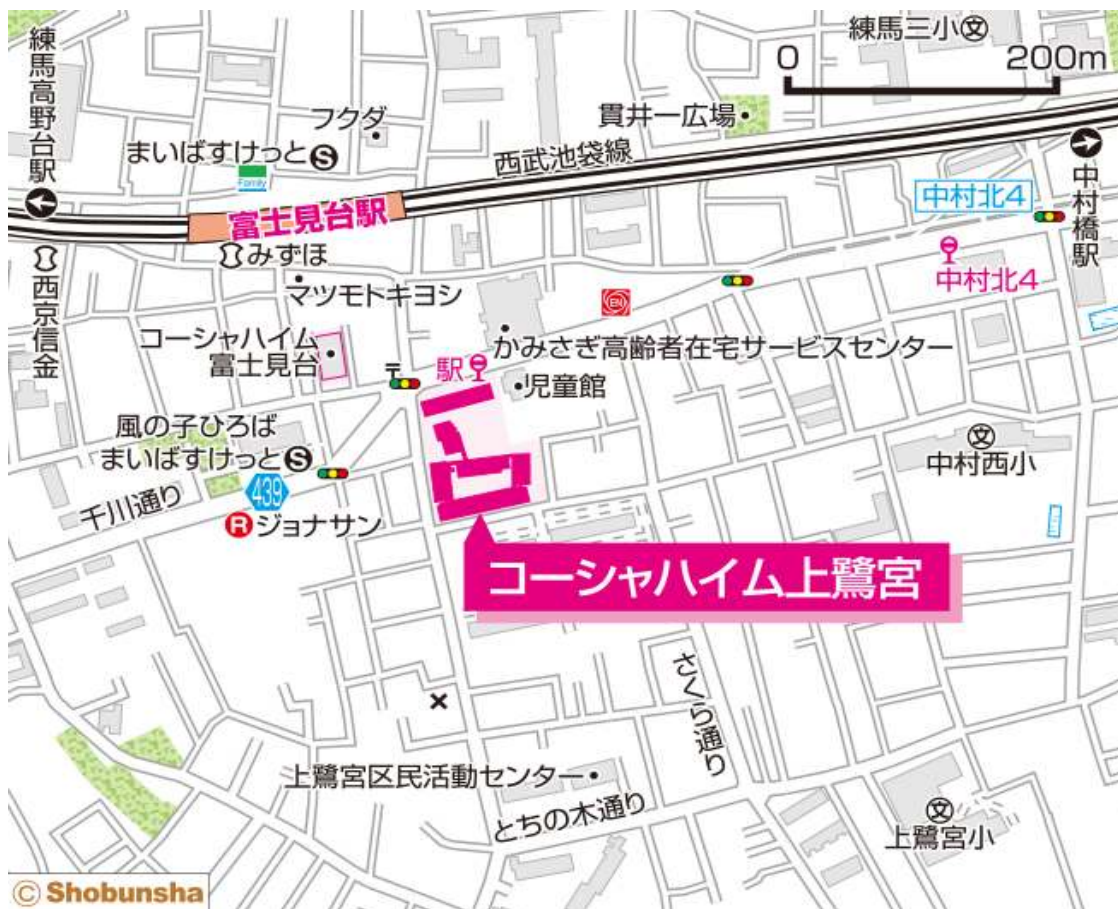 練馬三小
文
0
200m
練馬高野台駅
フクダ
貫井一広場
まいばすけっと
S
Family
西武池袋線
富士見台駅
中村北4
中村橋駅
みずほ
西京信金
マツモトキヨシ
中村北4
EN
コーシャハイム
富士見台
かみさぎ高齢者在宅サービスセンター
〒
駅
児童館
風の子ひろば
まいばすけっと
S
文
中村西小
千川通り
439
R
ジョナサン
コーシャハイム上鷺宮
さくら通り
上鷺宮区民活動センター
とちの木通り
文
上鷺宮小
© Shobunsha